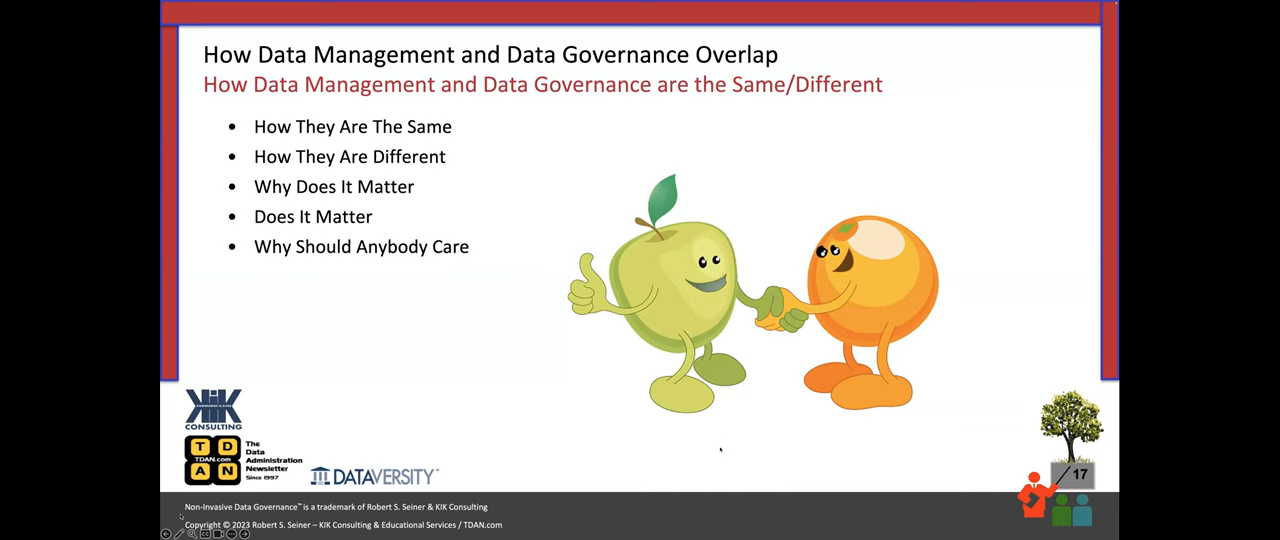 How Data Management and Data Governance Overlap
How Data Management and Data Governance are the Same/Different
• How They Are The Same
• How They Are Different
• Why Does It Matter
• Does It Matter
• Why Should Anybody Care
KIK
CONSULTING
T D
TDAN.com
A N
The
Data
Administration
Newsletter
Since 1997
DATAVERSITY™
17
Non-Invasive Data Governance™ is a trademark of Robert S. Seiner & KIK Consulting
Copyright © 2023 Robert S. Seiner – KIK Consulting & Educational Services / TDAN.com